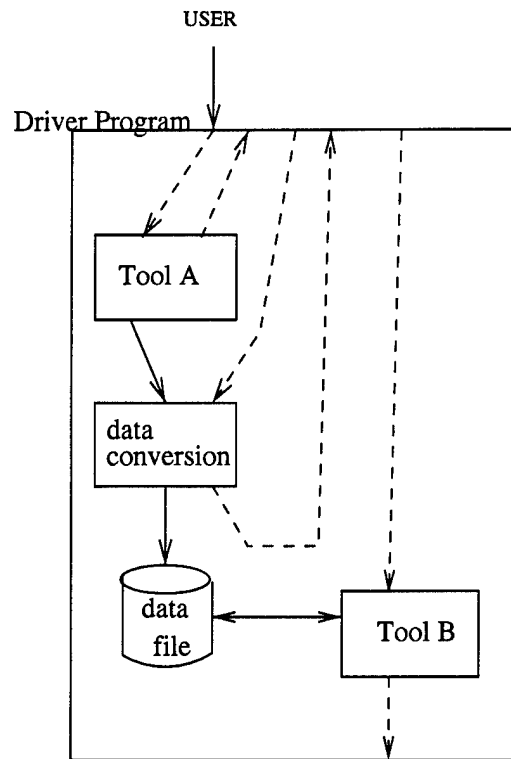 USER
Driver Program
Tool A
data
conversion
data
file
Tool B